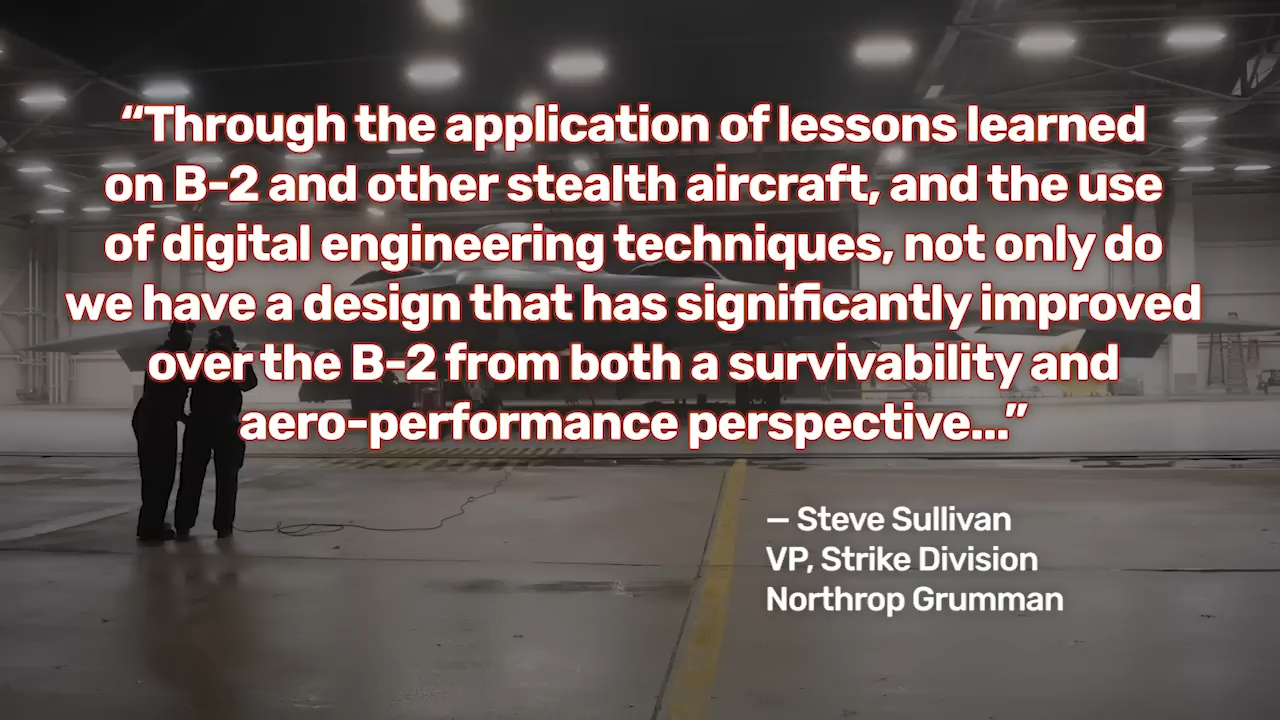 “Through the application of lessons learned
on B-2 and other stealth aircraft, and the use
of digital engineering techniques, not only do
we have a design that has significantly improved
over the B-2 from both a survivability and
aero-performance perspective...”
– Steve Sullivan
VP, Strike Division
Northrop Grumman